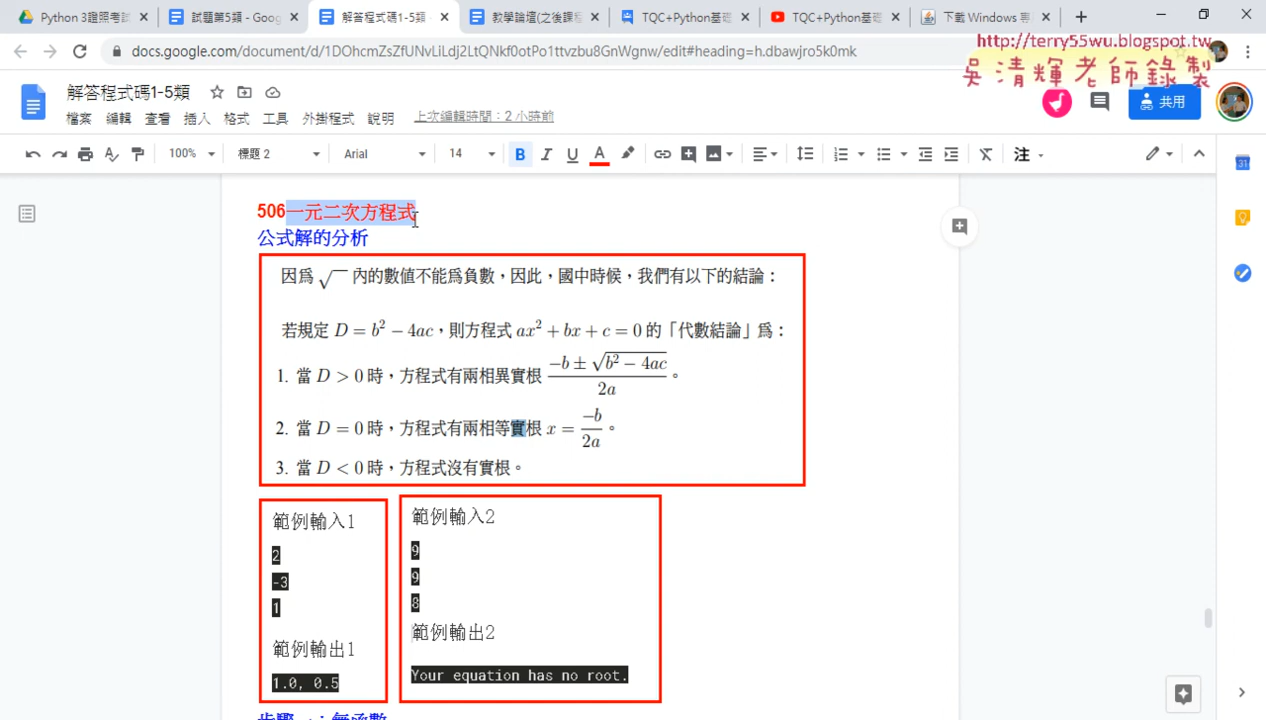 Python 3證照考試
試題第5類 - Goog
解答程式碼1-5類 -
教學論壇(之後課程
TQC+Python基礎
TQC+Python基礎
下載 Windows 專
docs.google.com/document/d/1DOhcmZsZfUNvLiLdj2LtQNkf0otPo1ttvzbu8GnWgnw/edit#heading=h.dbawjro5k0mk
http://terry55wu.blogspot.tw
吳清輝老師錄製
解答程式碼1-5類
檔案 編輯 查看 插入 格式 工具 外掛程式 說明 上次編輯時間：2 小時前
共用
100% 標題 2 Arial 14 B I U A 注
506一元二次方程式
公式解的分析
因為 √ 內的數值不能為負數，因此，國中時候，我們有以下的結論：
若規定 D = b² − 4ac，則方程式 ax² + bx + c = 0 的「代數結論」為：
1. 當 D > 0 時，方程式有兩相異實根 (−b ± √(b² − 4ac))/2a。
2. 當 D = 0 時，方程式有兩相等實根 x = −b/2a。
3. 當 D < 0 時，方程式沒有實根。
範例輸入1
2
-3
1
範例輸出1
1.0, 0.5
範例輸入2
9
9
8
範例輸出2
Your equation has no root.